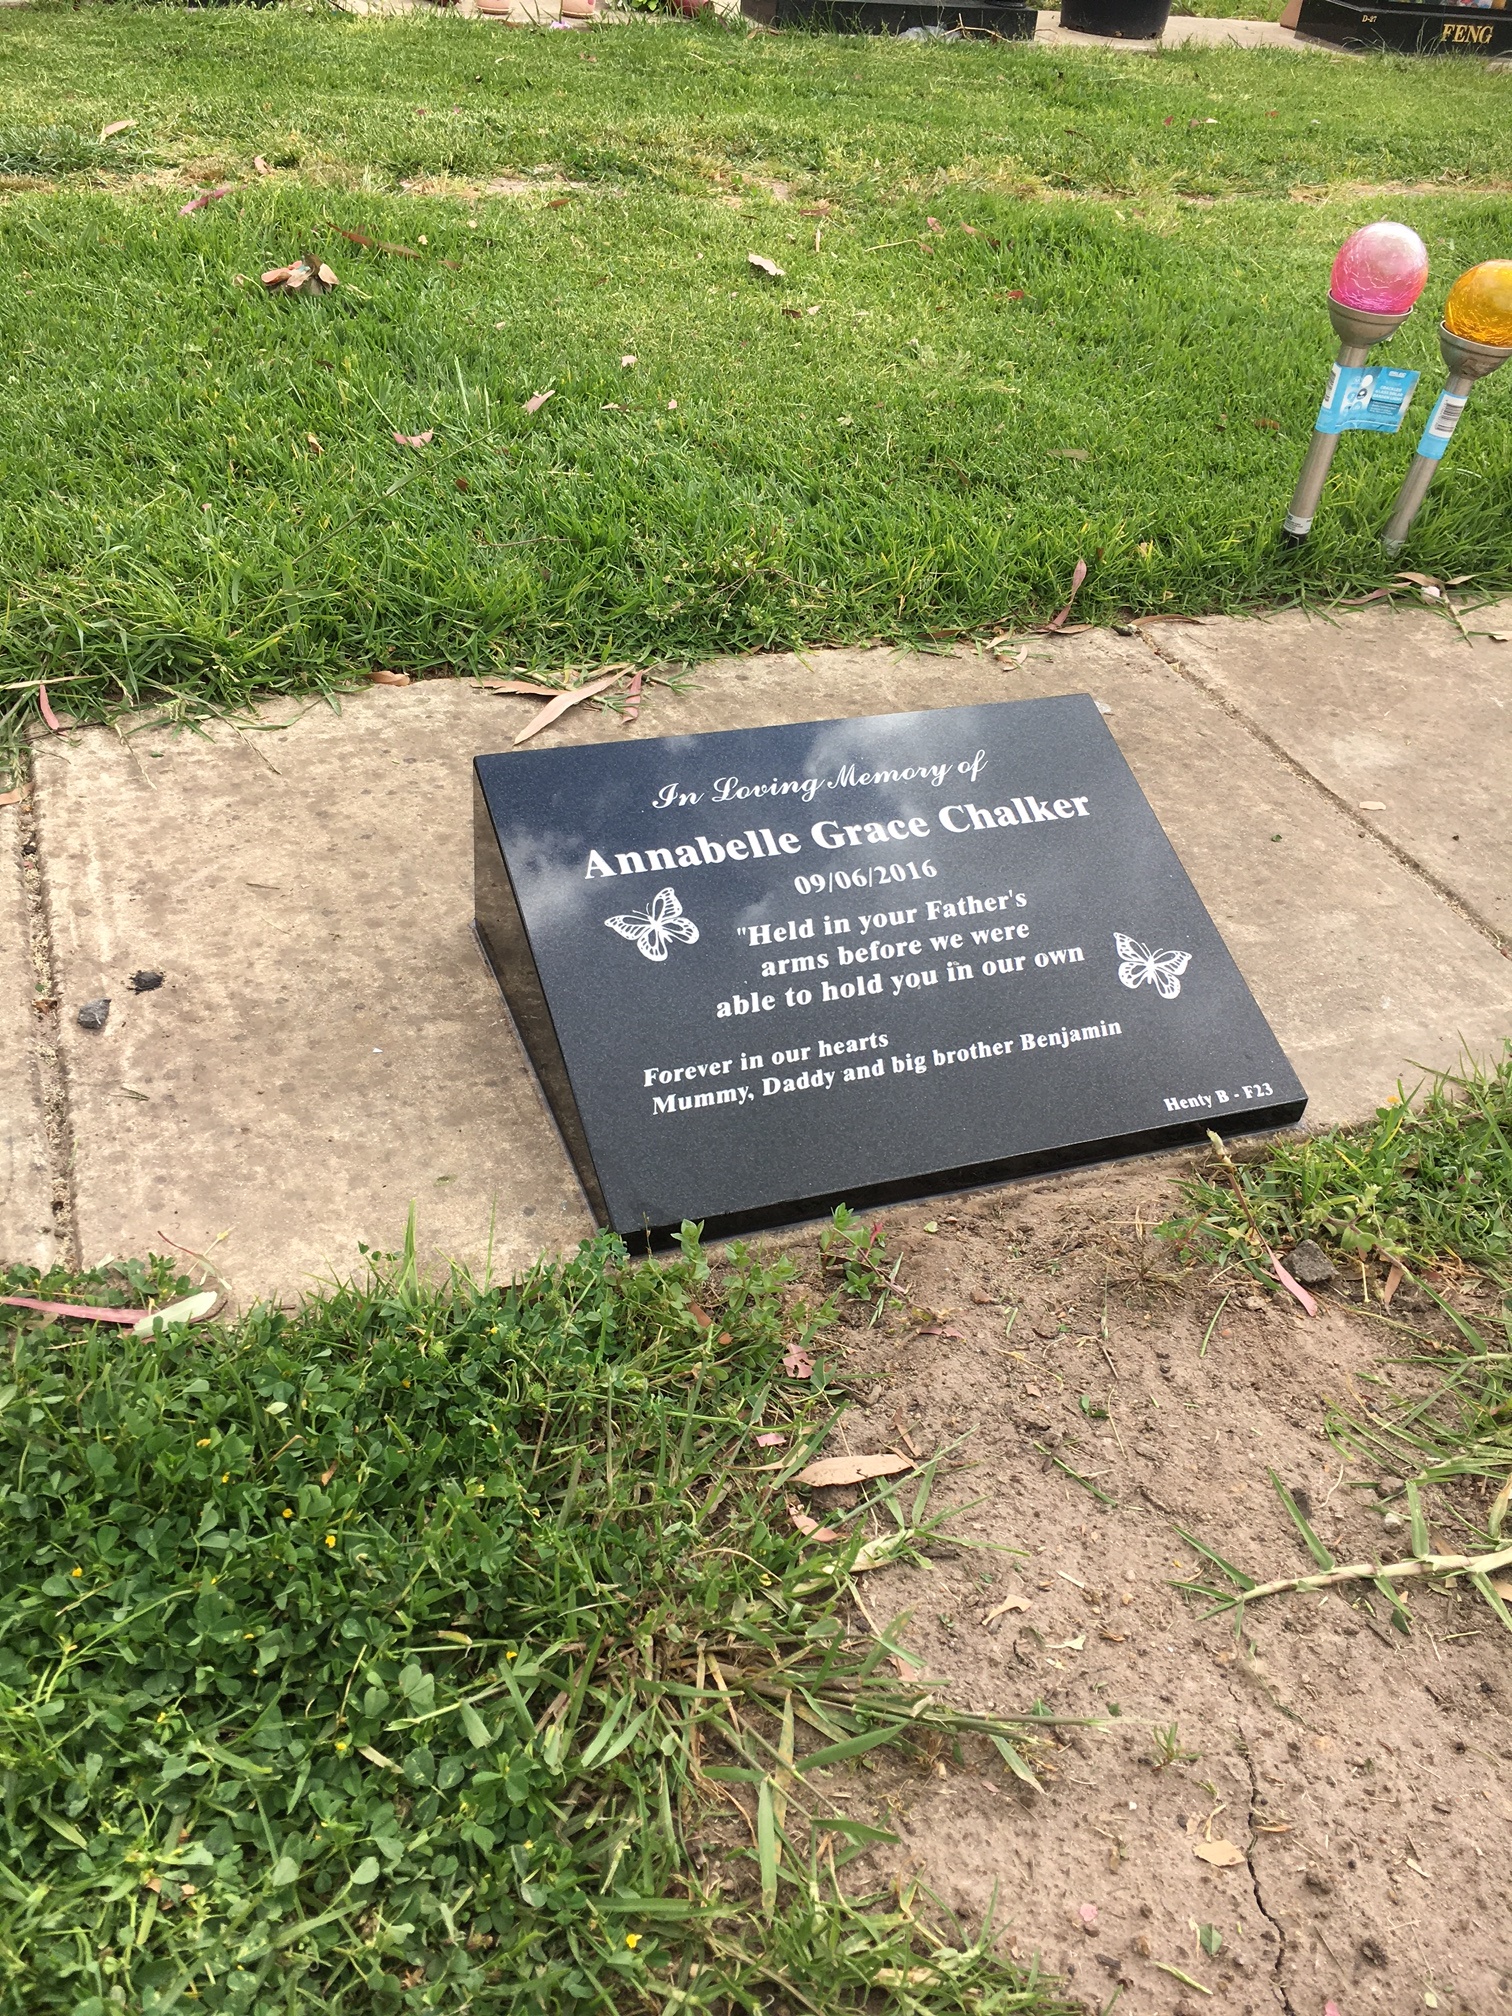 D-27
FENG
In Loving Memory of
Annabelle Grace Chalker
09/06/2016
"Held in your Father's
arms before we were
able to hold you in our own
Forever in our hearts
Mummy, Daddy and big brother Benjamin
Henty B - F23